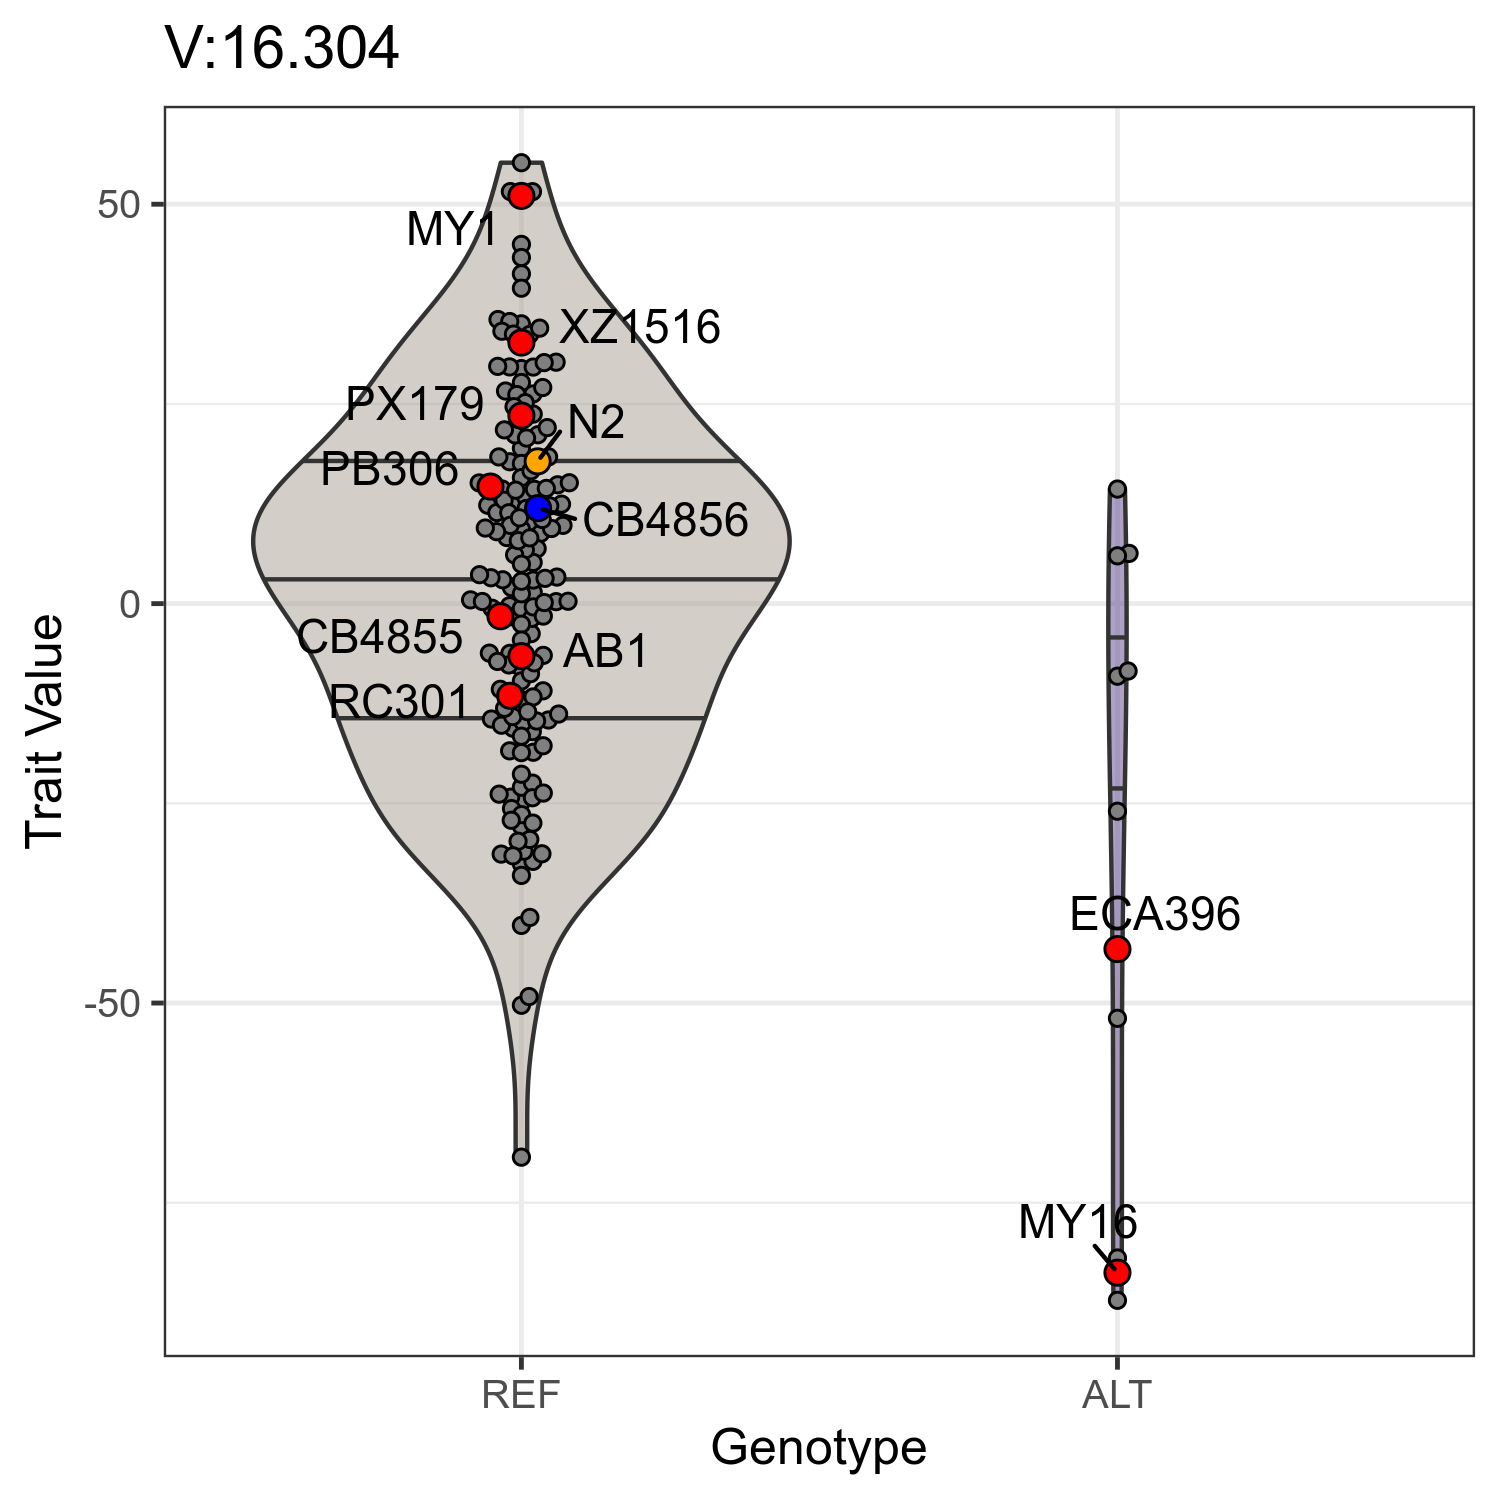 V:16.304
50
MY1
XZ1516
PX179
N2
PB306
CB4856
0
CB4855
AB1
RC301
ECA396
-50
MY16
REF
ALT
Genotype
Trait Value